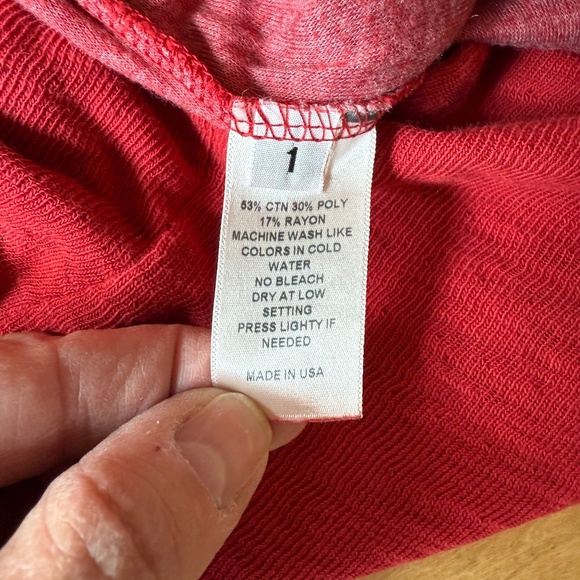 1
53% CTN 30% POLY
17% RAYON
MACHINE WASH LIKE
COLORS IN COLD
WATER
NO BLEACH
DRY AT LOW
SETTING
PRESS LIGHTY IF
NEEDED
MADE IN USA